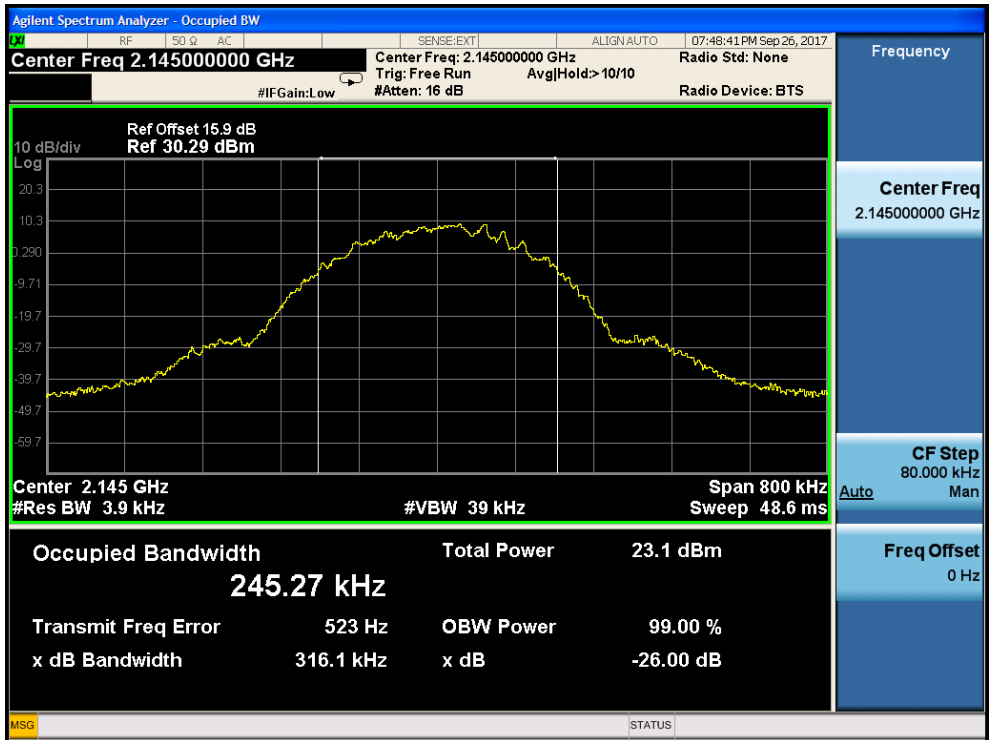 Agilent Spectrum Analyzer - Occupied BW
LXI RF 50 Ω AC SENSE:EXT ALIGN AUTO 07:48:41 PM Sep 26, 2017
Center Freq 2.145000000 GHz
Center Freq: 2.145000000 GHz Radio Std: None
Trig: Free Run Avg|Hold:> 10/10
#IFGain:Low #Atten: 16 dB Radio Device: BTS
Ref Offset 15.9 dB
10 dB/div Ref 30.29 dBm
Log
20.3
10.3
0.290
-9.71
-19.7
-29.7
-39.7
-49.7
-59.7
Center 2.145 GHz Span 800 kHz
#Res BW 3.9 kHz #VBW 39 kHz Sweep 48.6 ms
Occupied Bandwidth Total Power 23.1 dBm
245.27 kHz
Transmit Freq Error 523 Hz OBW Power 99.00 %
x dB Bandwidth 316.1 kHz x dB -26.00 dB
Frequency
Center Freq
2.145000000 GHz
CF Step
80.000 kHz
Auto Man
Freq Offset
0 Hz
MSG STATUS